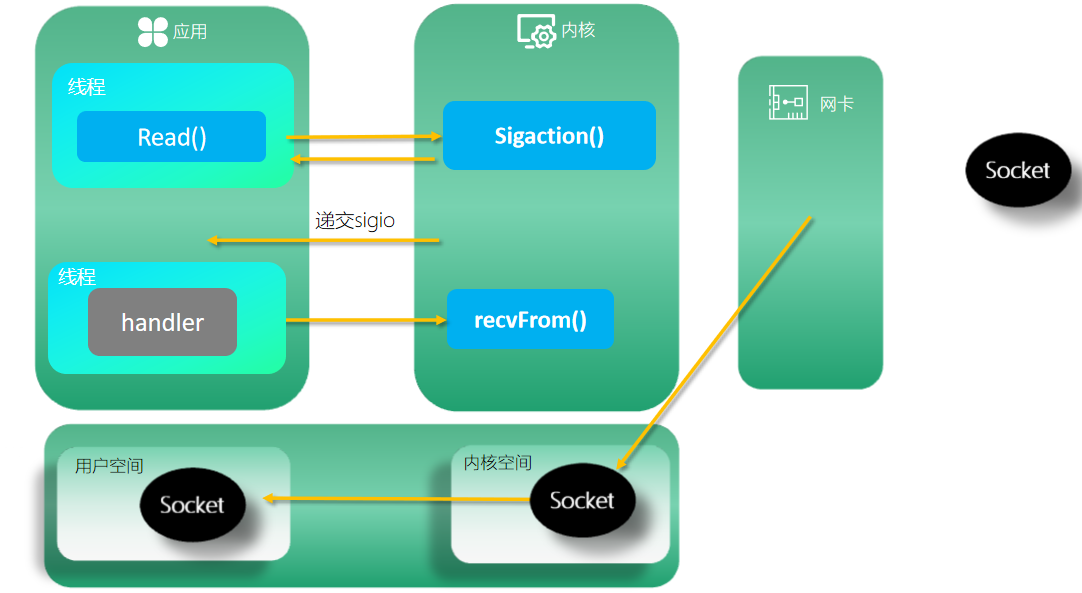 应用
线程
Read()
内核
Sigaction()
网卡
Socket
递交sigio
线程
handler
recvFrom()
用户空间
Socket
内核空间
Socket